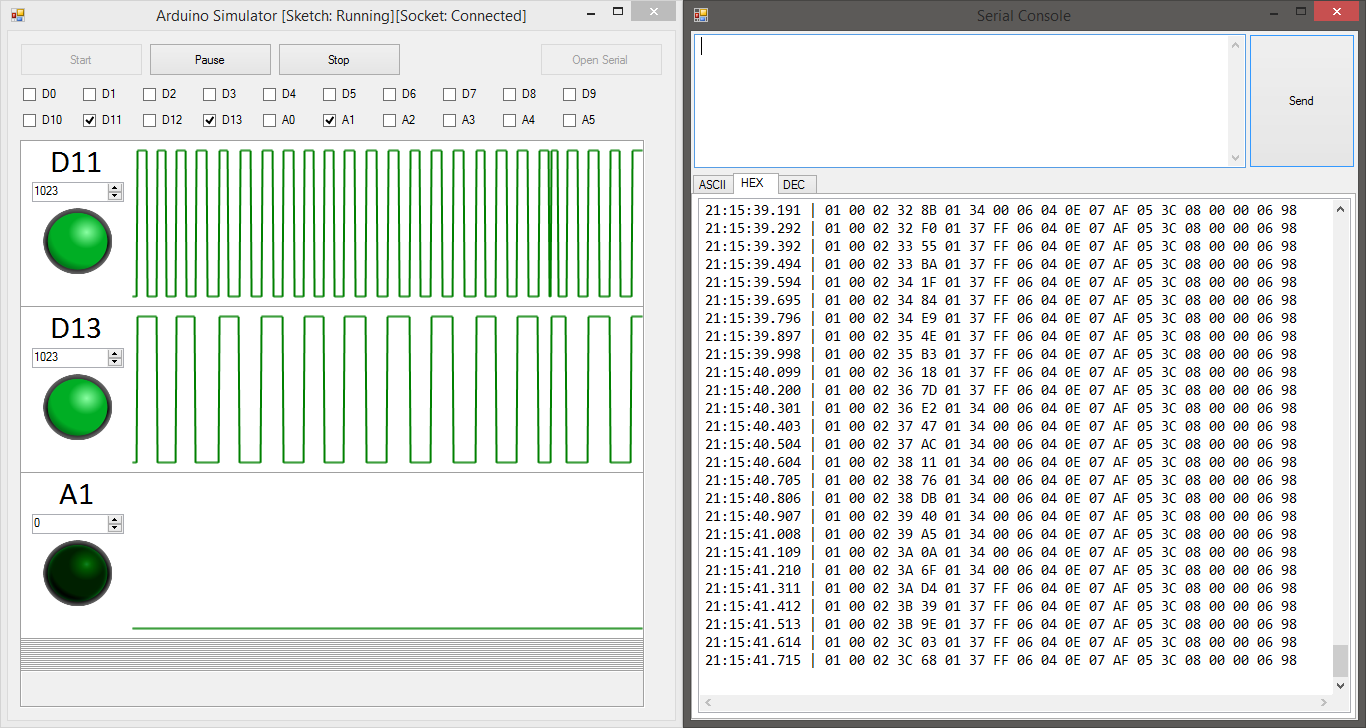 Arduino Simulator [Sketch: Running][Socket: Connected]
Start Pause Stop Open Serial
D0 D1 D2 D3 D4 D5 D6 D7 D8 D9
D10 D11 D12 D13 A0 A1 A2 A3 A4 A5
D11
1023
D13
1023
A1
0
Serial Console
Send
ASCII HEX DEC
21:15:39.191 | 01 00 02 32 8B 01 34 00 06 04 0E 07 AF 05 3C 08 00 00 06 98
21:15:39.292 | 01 00 02 32 F0 01 37 FF 06 04 0E 07 AF 05 3C 08 00 00 06 98
21:15:39.392 | 01 00 02 33 55 01 37 FF 06 04 0E 07 AF 05 3C 08 00 00 06 98
21:15:39.494 | 01 00 02 33 BA 01 37 FF 06 04 0E 07 AF 05 3C 08 00 00 06 98
21:15:39.594 | 01 00 02 34 1F 01 37 FF 06 04 0E 07 AF 05 3C 08 00 00 06 98
21:15:39.695 | 01 00 02 34 84 01 37 FF 06 04 0E 07 AF 05 3C 08 00 00 06 98
21:15:39.796 | 01 00 02 34 E9 01 37 FF 06 04 0E 07 AF 05 3C 08 00 00 06 98
21:15:39.897 | 01 00 02 35 4E 01 37 FF 06 04 0E 07 AF 05 3C 08 00 00 06 98
21:15:39.998 | 01 00 02 35 B3 01 37 FF 06 04 0E 07 AF 05 3C 08 00 00 06 98
21:15:40.099 | 01 00 02 36 18 01 37 FF 06 04 0E 07 AF 05 3C 08 00 00 06 98
21:15:40.200 | 01 00 02 36 7D 01 37 FF 06 04 0E 07 AF 05 3C 08 00 00 06 98
21:15:40.301 | 01 00 02 36 E2 01 34 00 06 04 0E 07 AF 05 3C 08 00 00 06 98
21:15:40.403 | 01 00 02 37 47 01 34 00 06 04 0E 07 AF 05 3C 08 00 00 06 98
21:15:40.504 | 01 00 02 37 AC 01 34 00 06 04 0E 07 AF 05 3C 08 00 00 06 98
21:15:40.604 | 01 00 02 38 11 01 34 00 06 04 0E 07 AF 05 3C 08 00 00 06 98
21:15:40.705 | 01 00 02 38 76 01 34 00 06 04 0E 07 AF 05 3C 08 00 00 06 98
21:15:40.806 | 01 00 02 38 DB 01 34 00 06 04 0E 07 AF 05 3C 08 00 00 06 98
21:15:40.907 | 01 00 02 39 40 01 34 00 06 04 0E 07 AF 05 3C 08 00 00 06 98
21:15:41.008 | 01 00 02 39 A5 01 34 00 06 04 0E 07 AF 05 3C 08 00 00 06 98
21:15:41.109 | 01 00 02 3A 0A 01 34 00 06 04 0E 07 AF 05 3C 08 00 00 06 98
21:15:41.210 | 01 00 02 3A 6F 01 34 00 06 04 0E 07 AF 05 3C 08 00 00 06 98
21:15:41.311 | 01 00 02 3A D4 01 37 FF 06 04 0E 07 AF 05 3C 08 00 00 06 98
21:15:41.412 | 01 00 02 3B 39 01 37 FF 06 04 0E 07 AF 05 3C 08 00 00 06 98
21:15:41.513 | 01 00 02 3B 9E 01 37 FF 06 04 0E 07 AF 05 3C 08 00 00 06 98
21:15:41.614 | 01 00 02 3C 03 01 37 FF 06 04 0E 07 AF 05 3C 08 00 00 06 98
21:15:41.715 | 01 00 02 3C 68 01 37 FF 06 04 0E 07 AF 05 3C 08 00 00 06 98